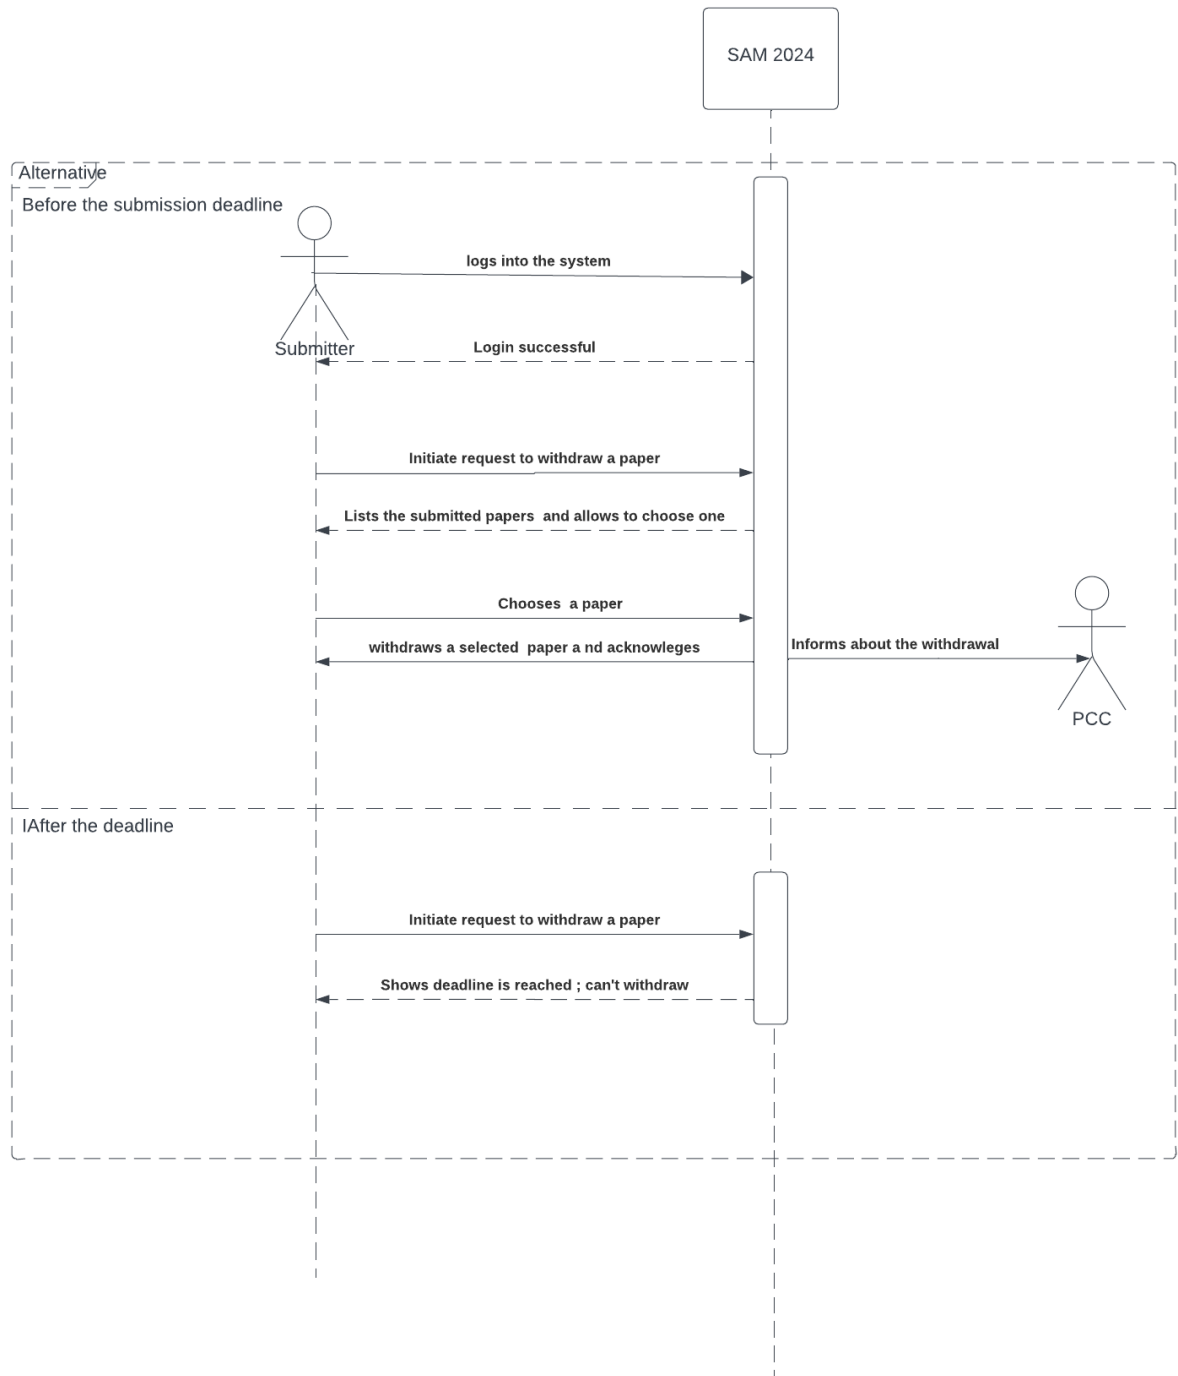 SAM 2024
Alternative
Before the submission deadline
logs into the system
Submitter
Login successful
Initiate request to withdraw a paper
Lists the submitted papers  and allows to choose one
Chooses  a paper
withdraws a selected  paper a nd acknowleges
Informs about the withdrawal
PCC
IAfter the deadline
Initiate request to withdraw a paper
Shows deadline is reached ; can't withdraw